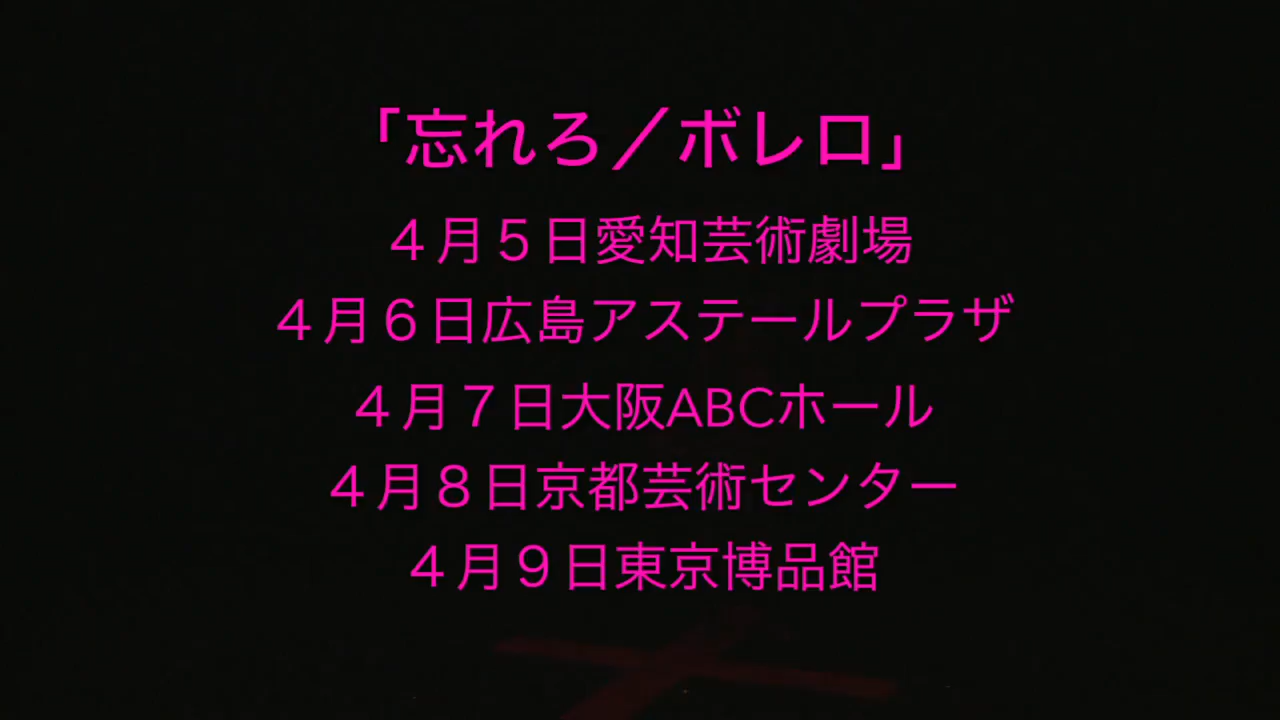 「忘れろ／ボレロ」
４月５日愛知芸術劇場
４月６日広島アステールプラザ
４月７日大阪ABCホール
４月８日京都芸術センター
４月９日東京博品館